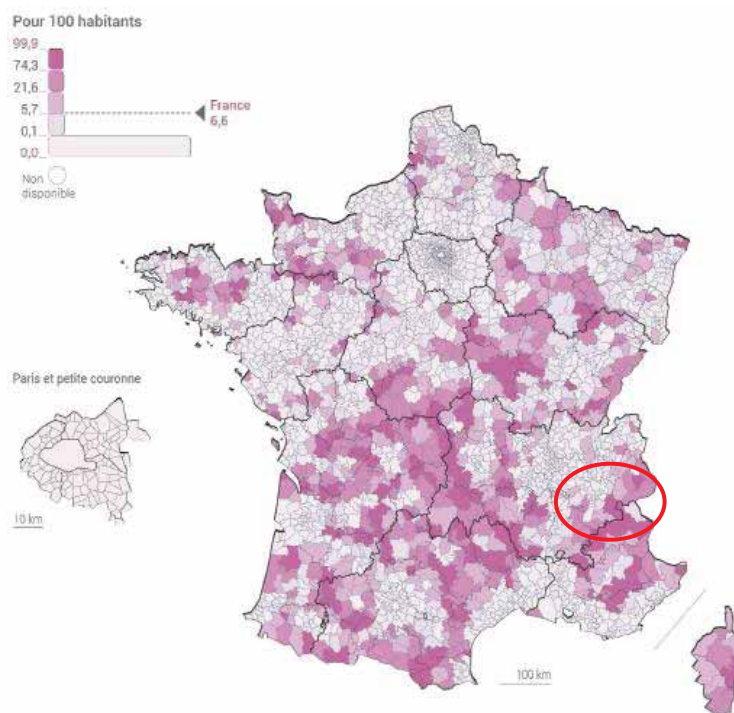 Pour 100 habitants
99,9
74,3
21,6
5,7
0,1
0,0
France
6,6
Non
disponible
Paris et petite couronne
10 km
100 km